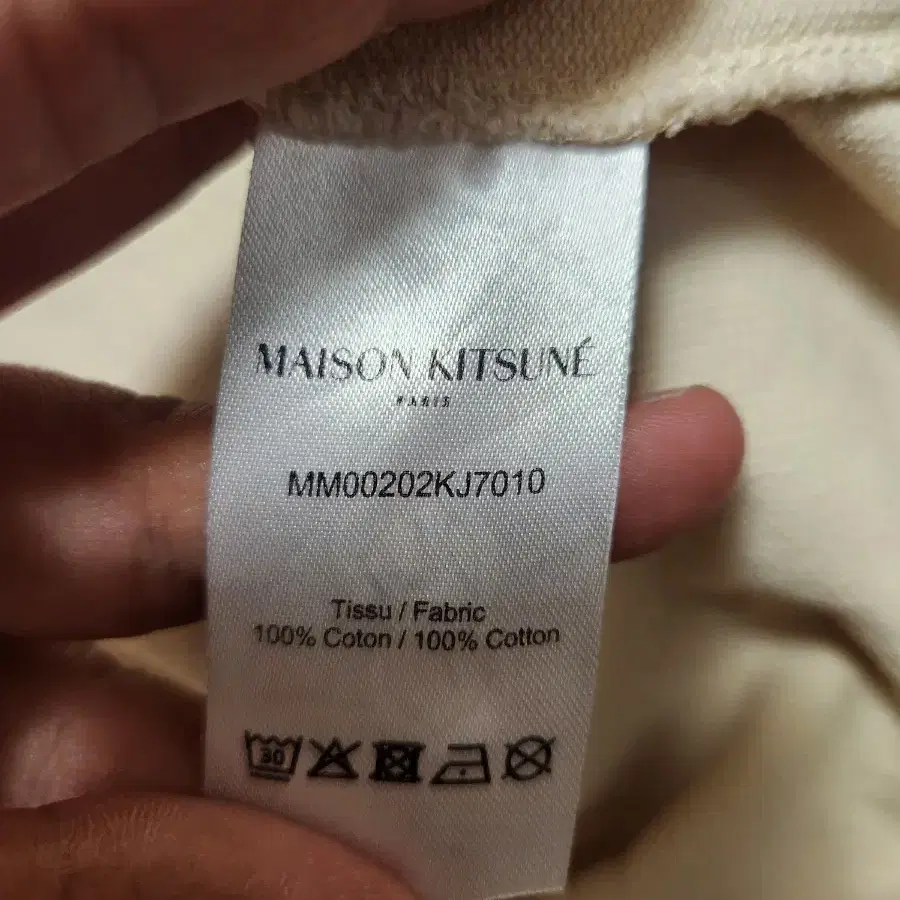 MAISON KITSUNÉ
PARIS
MM00202KJ7010
Tissu / Fabric
100% Coton / 100% Cotton
30